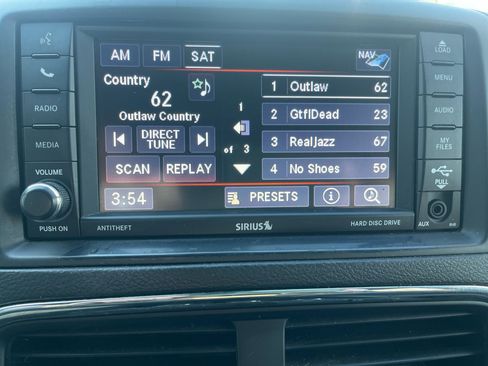 AM FM SAT NAV
Country
62
Outlaw Country
DIRECT
TUNE
SCAN REPLAY
1
of 3
1 Outlaw 62
2 GtflDead 23
3 RealJazz 67
4 No Shoes 59
3:54 PRESETS i
RADIO
MEDIA
VOLUME
PUSH ON
LOAD
MENU
AUDIO
MY
FILES
PULL
AUX
ANTITHEFT SIRIUS HARD DISC DRIVE